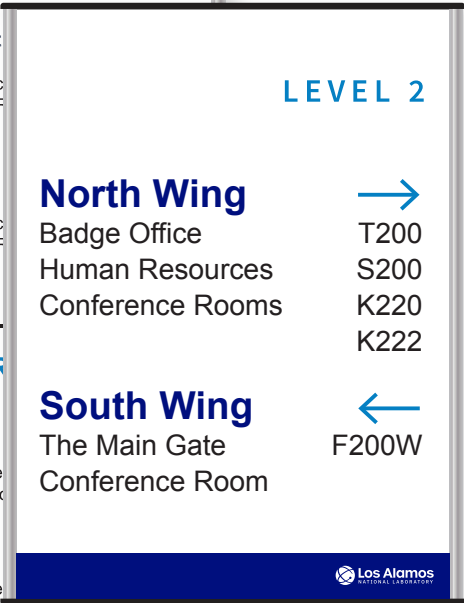 LEVEL 2
North Wing →
Badge Office T200
Human Resources S200
Conference Rooms K220
K222
South Wing ←
The Main Gate F200W
Conference Room
Los Alamos
NATIONAL LABORATORY